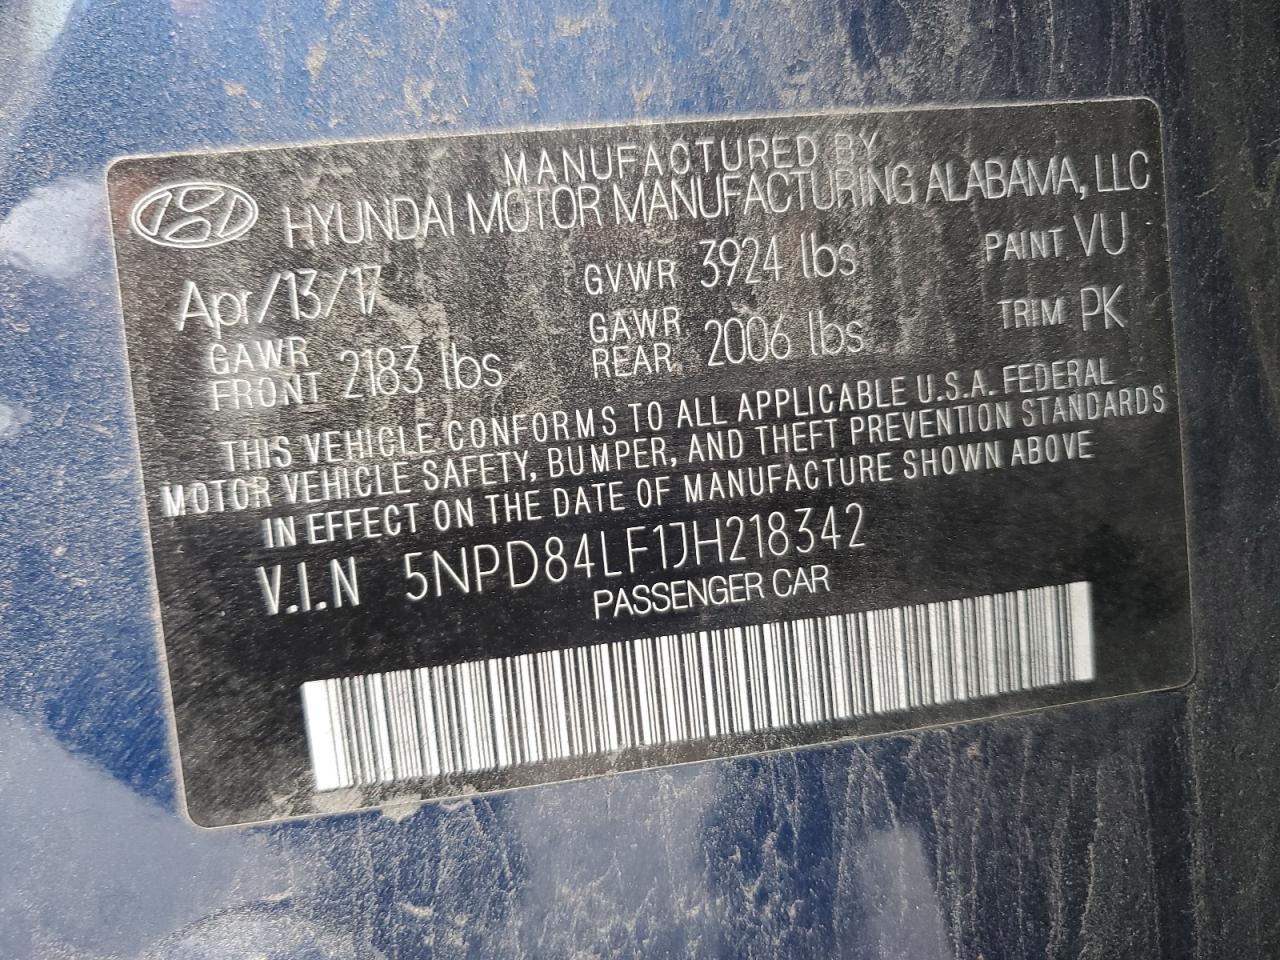 MANUFACTURED BY
HYUNDAI MOTOR MANUFACTURING ALABAMA, LLC
Apr/13/17 GVWR 3924 lbs PAINT VU
GAWR FRONT 2183 lbs GAWR REAR 2006 lbs TRIM PK
THIS VEHICLE CONFORMS TO ALL APPLICABLE U.S.A. FEDERAL
MOTOR VEHICLE SAFETY, BUMPER, AND THEFT PREVENTION STANDARDS
IN EFFECT ON THE DATE OF MANUFACTURE SHOWN ABOVE
V.I.N 5NPD84LF1JH218342
PASSENGER CAR